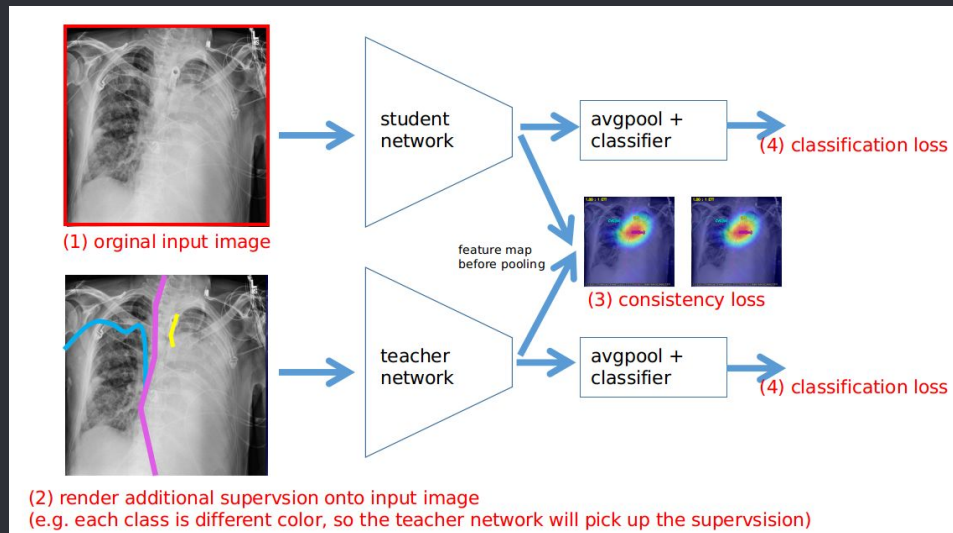 student
network
avgpool +
classifier
(4) classification loss
(1) orginal input image
feature map
before pooling
(3) consistency loss
teacher
network
avgpool +
classifier
(4) classification loss
(2) render additional supervsion onto input image
(e.g. each class is different color, so the teacher network will pick up the supervsision)